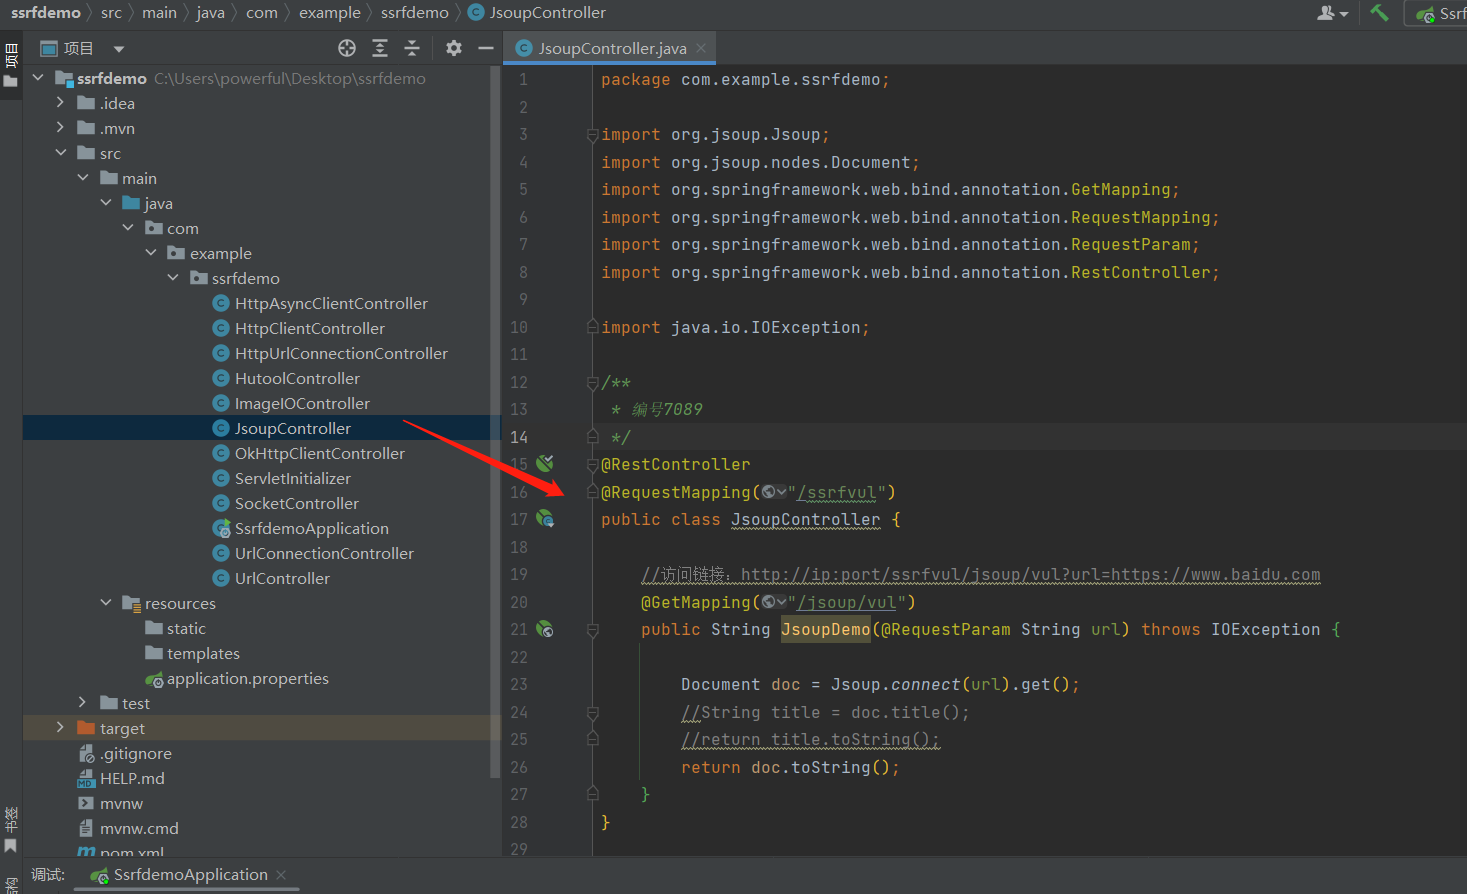 ssrfdemo src main java com example ssrfdemo JsoupController
项目
项目
JsoupController.java
ssrfdemo C:\Users\powerful\Desktop\ssrfdemo
.idea
.mvn
src
main
java
com
example
ssrfdemo
HttpAsyncClientController
HttpClientController
HttpUrlConnectionController
HutoolController
ImageIOController
JsoupController
OkHttpClientController
ServletInitializer
SocketController
SsrfdemoApplication
UrlConnectionController
UrlController
resources
static
templates
application.properties
test
target
.gitignore
HELP.md
mvnw
mvnw.cmd
pom.xml
书签
1 package com.example.ssrfdemo;
2
3 import org.jsoup.Jsoup;
4 import org.jsoup.nodes.Document;
5 import org.springframework.web.bind.annotation.GetMapping;
6 import org.springframework.web.bind.annotation.RequestMapping;
7 import org.springframework.web.bind.annotation.RequestParam;
8 import org.springframework.web.bind.annotation.RestController;
9
10 import java.io.IOException;
11
12 /**
13 * 编号7089
14 */
15 @RestController
16 @RequestMapping("/ssrfvul")
17 public class JsoupController {
18
19 //访问链接：http://ip:port/ssrfvul/jsoup/vul?url=https://www.baidu.com
20 @GetMapping("/jsoup/vul")
21 public String JsoupDemo(@RequestParam String url) throws IOException {
22
23 Document doc = Jsoup.connect(url).get();
24 //String title = doc.title();
25 //return title.toString();
26 return doc.toString();
27 }
28 }
29
调试: SsrfdemoApplication